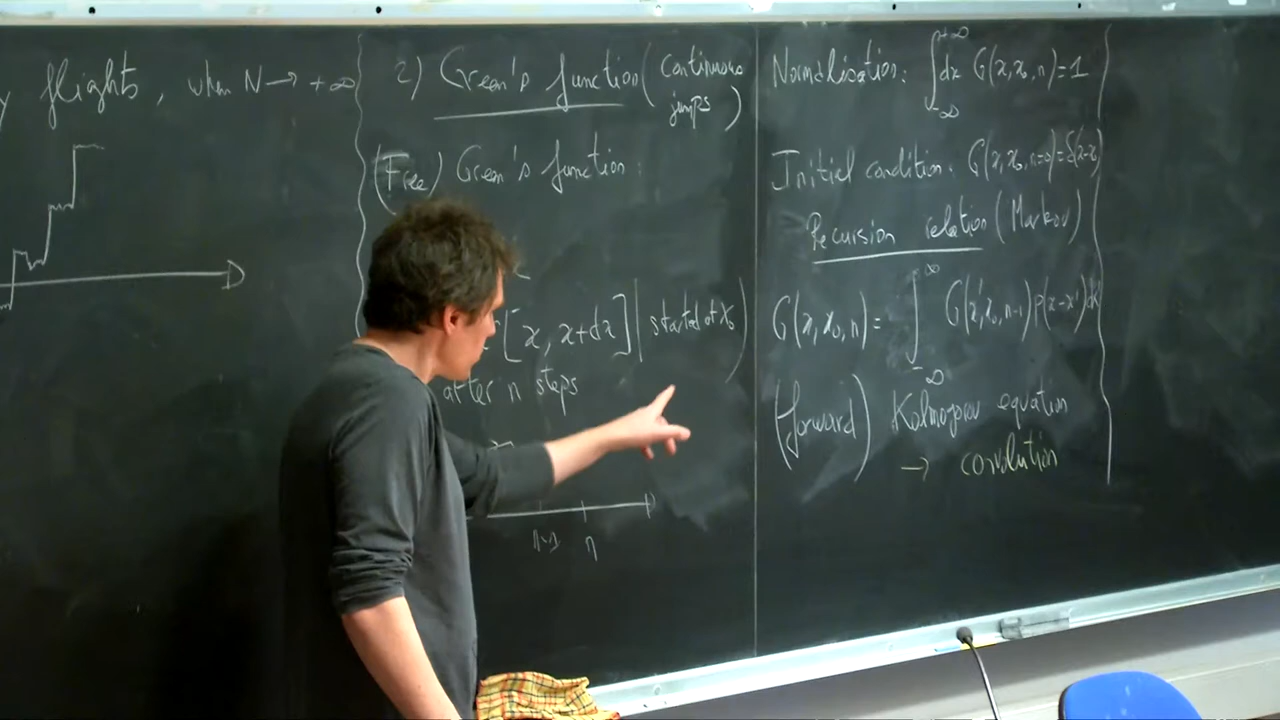 flights, when N → +∞
2) Green's function (continuous
jumps)
(Free) Green's function:
[x, x+dx] | started at x₀)
after n steps
n-1 n
Normalisation: ∫_{-∞}^{+∞} dx G(x,x₀,n)=1
Initial condition: G(x,x₀,n=0)=δ(x-x₀)
Recursion relation (Markov)
G(x,x₀,n)= ∫_{-∞}^{∞} G(x',x₀,n-1)p(x-x')dx'
(forward) Kolmogorov equation
→ convolution